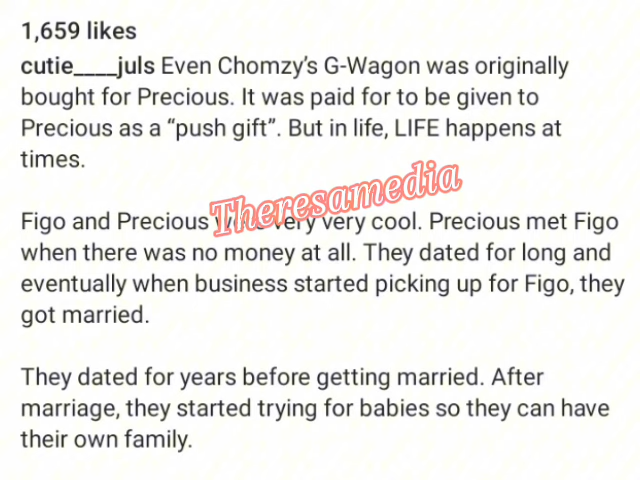 1,659 likes
cutie____juls Even Chomzy's G-Wagon was originally
bought for Precious. It was paid for to be given to
Precious as a “push gift”. But in life, LIFE happens at
times.
Theresamedia
Figo and Precious very very cool. Precious met Figo
when there was no money at all. They dated for long and
eventually when business started picking up for Figo, they
got married.
They dated for years before getting married. After
marriage, they started trying for babies so they can have
their own family.